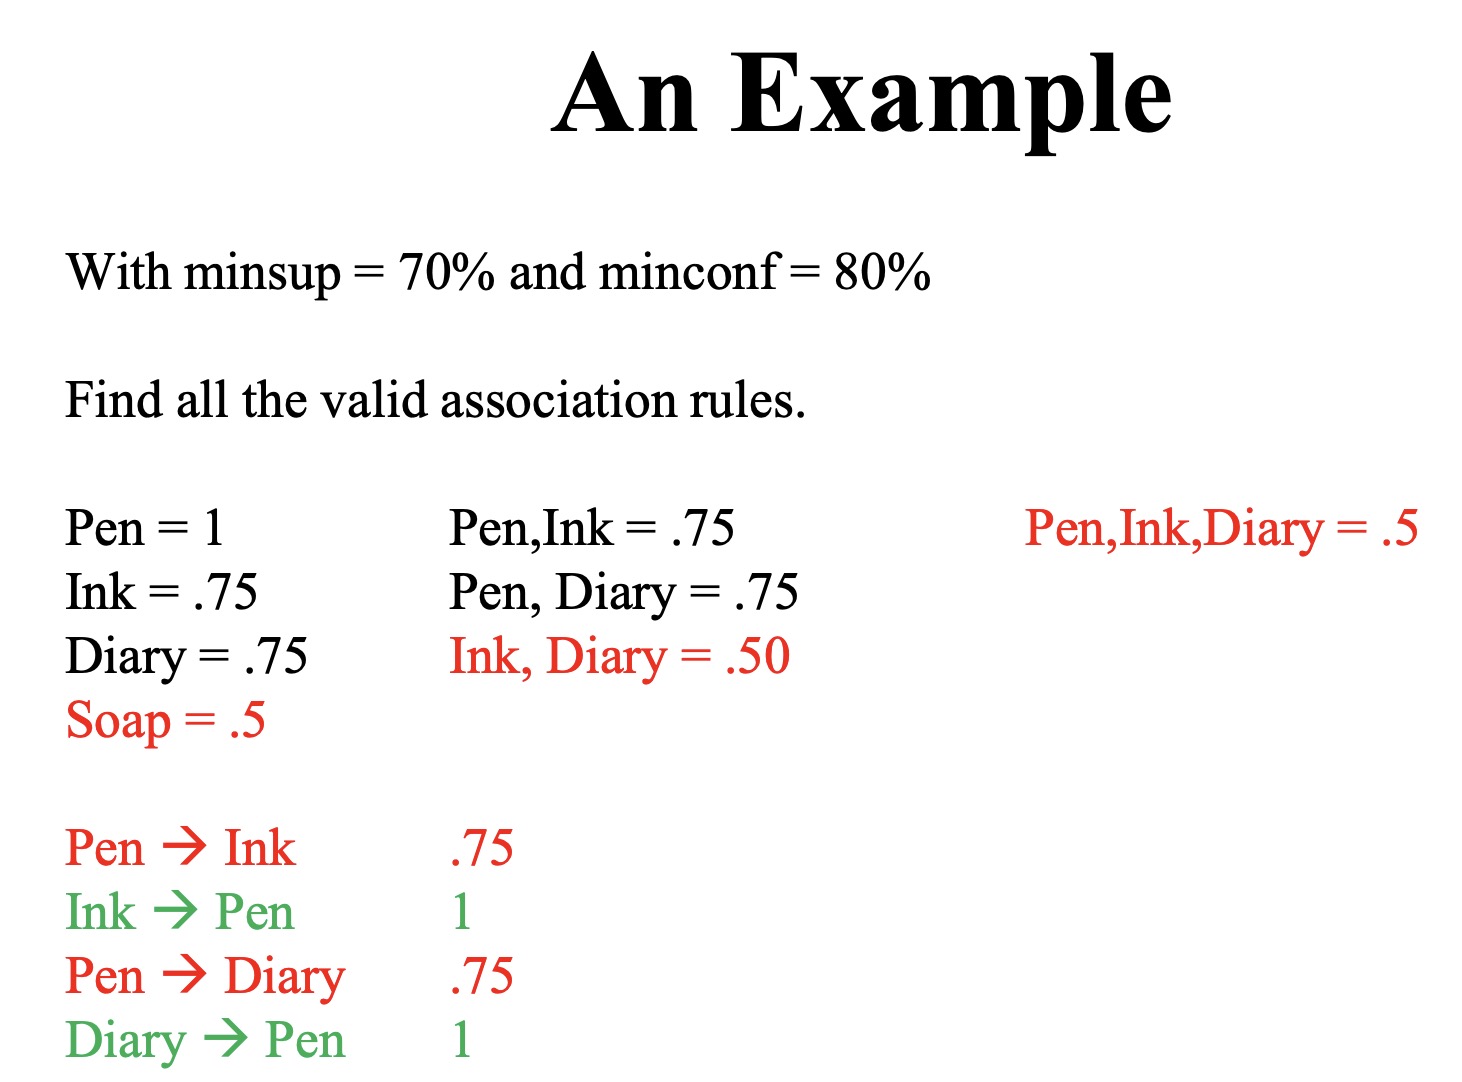 An Example
With minsup = 70% and minconf = 80%
Find all the valid association rules.
Pen = 1 Pen,Ink = .75 Pen,Ink,Diary = .5
Ink = .75 Pen, Diary = .75
Diary = .75 Ink, Diary = .50
Soap = .5
Pen → Ink .75
Ink → Pen 1
Pen → Diary .75
Diary → Pen 1